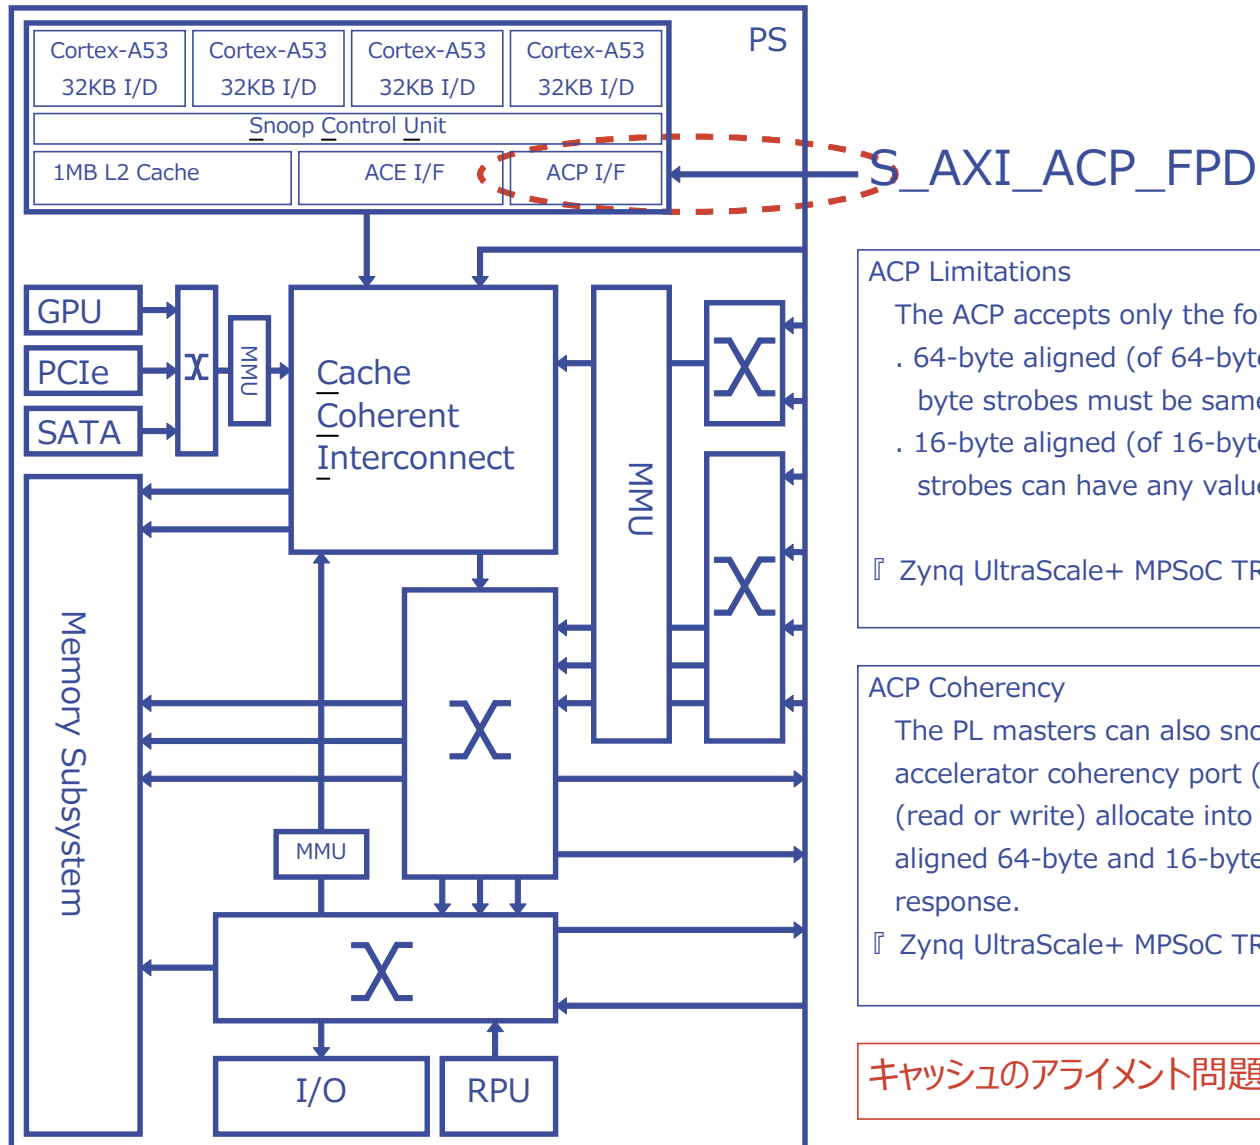 PS
Cortex-A53
32KB I/D
Cortex-A53
32KB I/D
Cortex-A53
32KB I/D
Cortex-A53
32KB I/D
Snoop Control Unit
1MB L2 Cache
ACE I/F
ACP I/F
S_AXI_ACP_FPD
GPU
PCIe
SATA
MMU
Cache
Coherent
Interconnect
MMU
Memory Subsystem
MMU
I/O
RPU
ACP Limitations
The ACP accepts only the fo
. 64-byte aligned (of 64-byte
byte strobes must be same
. 16-byte aligned (of 16-byte
strobes can have any value
『 Zynq UltraScale+ MPSoC TR
ACP Coherency
The PL masters can also sno
accelerator coherency port (
(read or write) allocate into
aligned 64-byte and 16-byte
response.
『 Zynq UltraScale+ MPSoC TR
キャッシュのアライメント問題